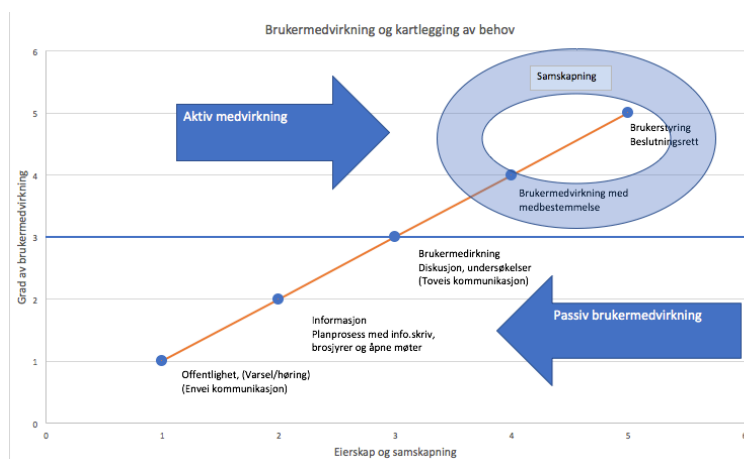 Brukermedvirkning og kartlegging av behov
6
5
4
3
2
1
0
Grad av brukermedvirkning
Aktiv medvirkning
Samskapning
Brukerstyring
Beslutningsrett
Brukermedvirkning med
medbestemmelse
Brukermedirkning
Diskusjon, undersøkelser
(Toveis kommunikasjon)
Informasjon
Planprosess med info.skriv,
brosjyrer og åpne møter
Passiv brukermedvirkning
Offentlighet, (Varsel/høring)
(Envei kommunikasjon)
0 1 2 3 4 5 6
Eierskap og samskapning